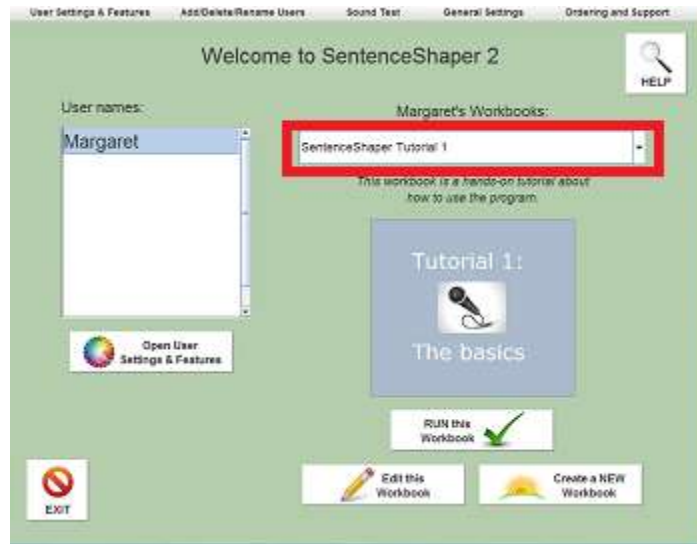 User Settings & Features Add/Delete/Rename Users Sound Test General Settings Ordering and Support
Welcome to SentenceShaper 2
HELP
User names:
Margaret
Open User
Settings & Features
Margaret's Workbooks:
SentenceShaper Tutorial 1
This workbook is a hands-on tutorial about
how to use the program.
Tutorial 1:
The basics
RUN this
Workbook
Edit this
Workbook
Create a NEW
Workbook
EXIT